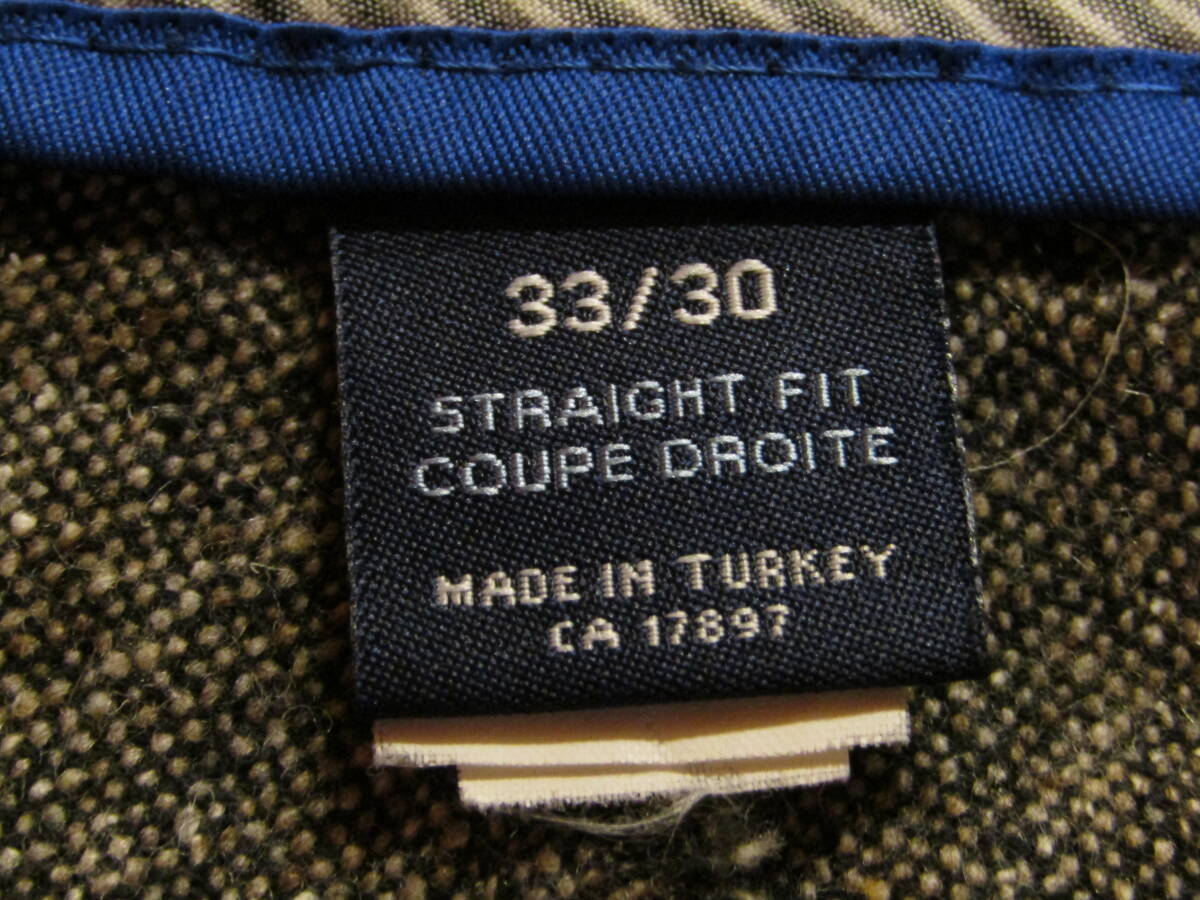 33/30
STRAIGHT FIT
COUPE DROITE
MADE IN TURKEY
CA 17897